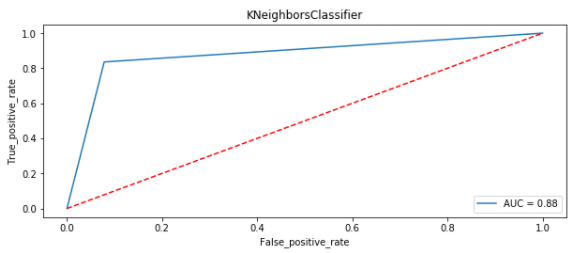 KNeighborsClassifier
True_positive_rate
1.0
0.8
0.6
0.4
0.2
0.0
AUC = 0.88
0.0 0.2 0.4 0.6 0.8 1.0
False_positive_rate